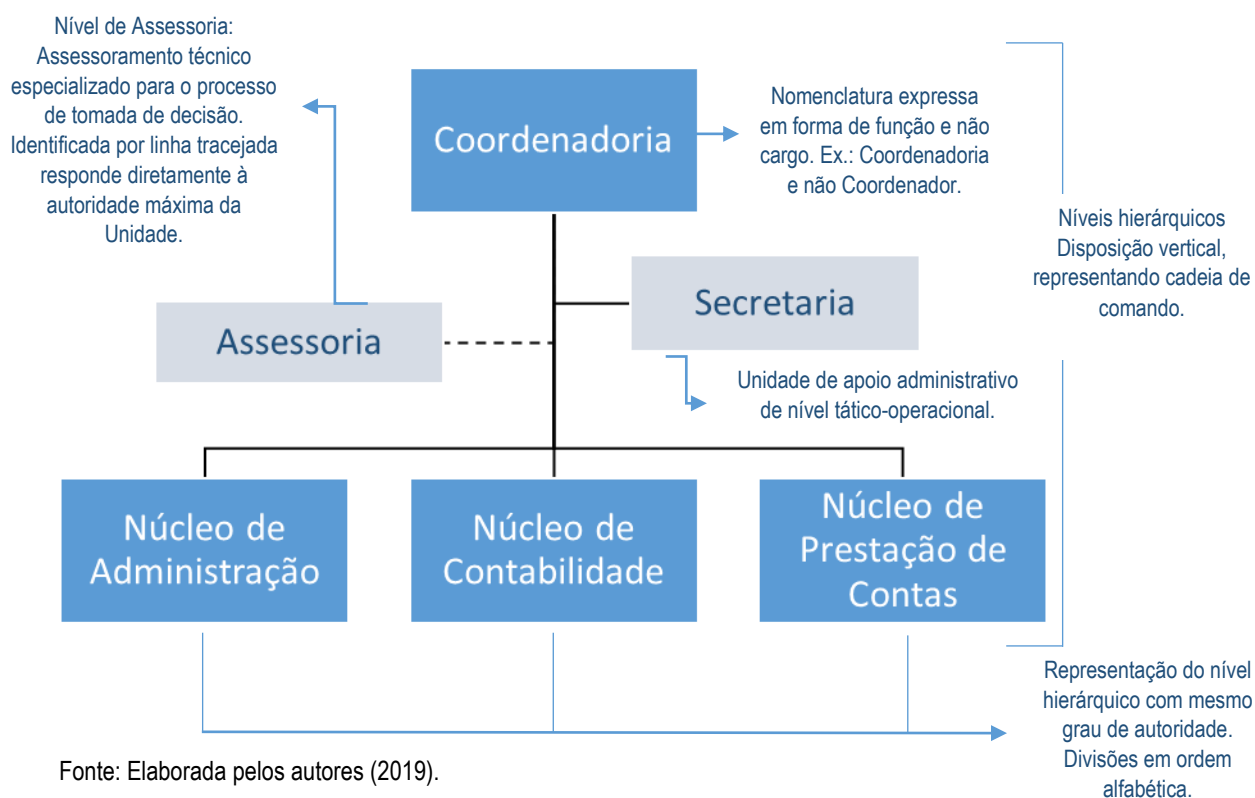 Nível de Assessoria:
Assessoramento técnico
especializado para o processo
de tomada de decisão.
Identificada por linha tracejada
responde diretamente à
autoridade máxima da
Unidade.
Coordenadoria
Nomenclatura expressa
em forma de função e não
cargo. Ex.: Coordenadoria
e não Coordenador.
Níveis hierárquicos
Disposição vertical,
representando cadeia de
comando.
Assessoria
Secretaria
Unidade de apoio administrativo
de nível tático-operacional.
Núcleo de
Administração
Núcleo de
Contabilidade
Núcleo de
Prestação de
Contas
Representação do nível
hierárquico com mesmo
grau de autoridade.
Divisões em ordem
alfabética.
Fonte: Elaborada pelos autores (2019).